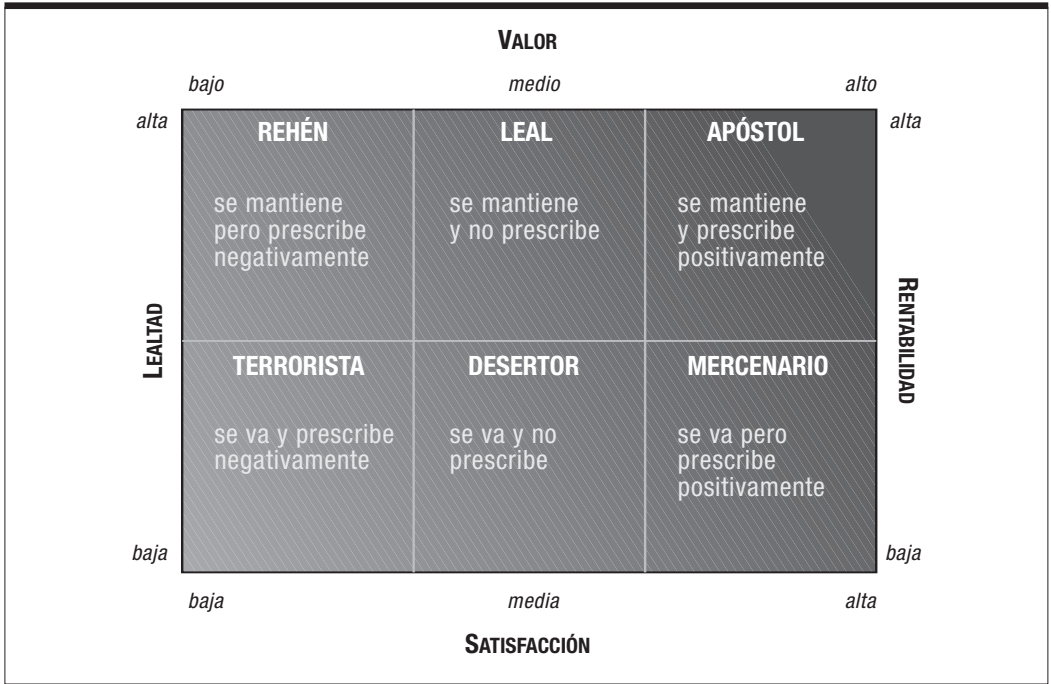 VALOR
bajo medio alto
alta alta
REHÉN LEAL APÓSTOL
se mantiene
pero prescribe
negativamente
se mantiene
y no prescribe
se mantiene
y prescribe
positivamente
LEALTAD
RENTABILIDAD
TERRORISTA DESERTOR MERCENARIO
se va y prescribe
negativamente
se va y no
prescribe
se va pero
prescribe
positivamente
baja baja
baja media alta
SATISFACCIÓN